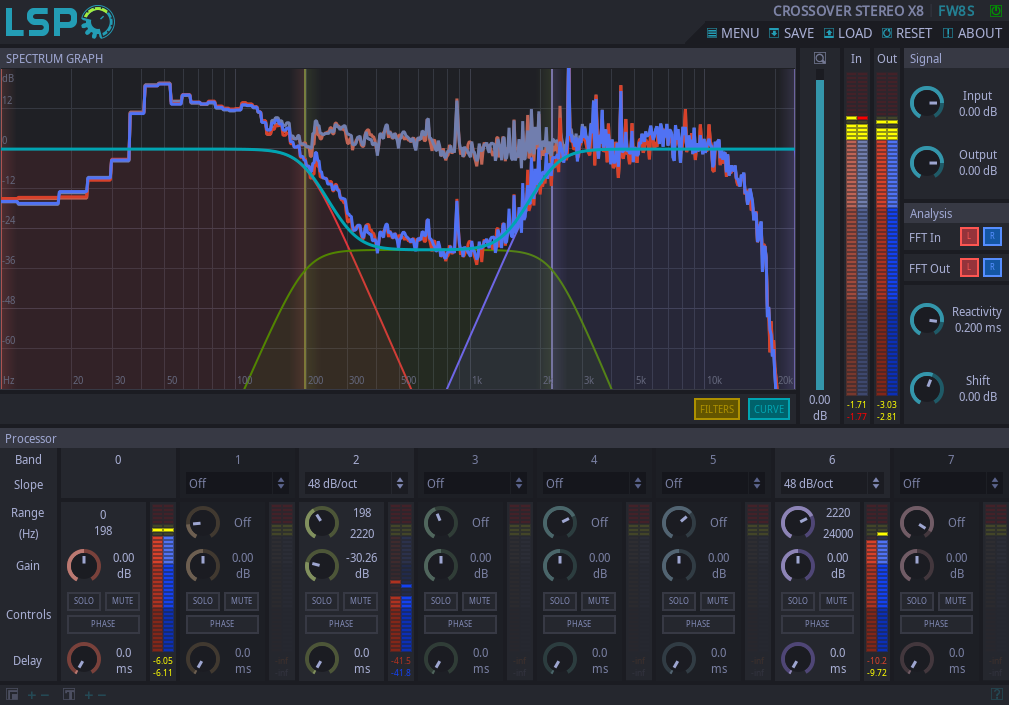 LSP
CROSSOVER STEREO X8 | FW8S
MENU SAVE LOAD RESET ABOUT
SPECTRUM GRAPH
In Out
Signal
dB
12
0
-12
-24
-36
-48
-60
Hz 20 30 50 100 200 300 500 1k 2k 3k 5k 10k 20k
Input
0.00 dB
Output
0.00 dB
Analysis
FFT In L R
FFT Out L R
Reactivity
0.200 ms
Shift
0.00 dB
0.00
dB
-1.71 -3.03
-1.77 -2.81
FILTERS CURVE
Processor
Band 0 1 2 3 4 5 6 7
Slope Off 48 dB/oct Off Off Off 48 dB/oct Off
Range 0 Off 198 Off Off Off 2220 Off
(Hz) 198 2220 24000
Gain 0.00 0.00 -30.26 0.00 0.00 0.00 0.00 0.00
dB dB dB dB dB dB dB dB
SOLO MUTE SOLO MUTE SOLO MUTE SOLO MUTE SOLO MUTE SOLO MUTE SOLO MUTE SOLO MUTE
Controls
PHASE PHASE PHASE PHASE PHASE PHASE PHASE PHASE
Delay 0.0 0.0 0.0 0.0 0.0 0.0 0.0 0.0
ms ms ms ms ms ms ms ms
-6.05 -inf -41.5 -inf -inf -inf -10.2 -inf
-6.11 -inf -41.8 -inf -inf -inf -9.72 -inf
+ − T + − ?